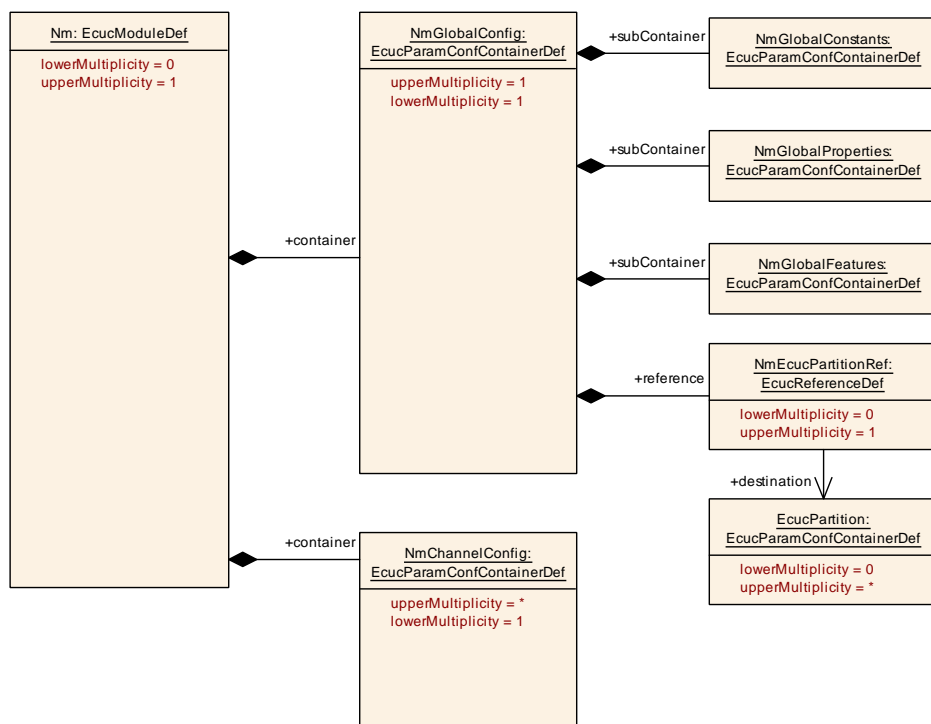 Nm: EcucModuleDef
lowerMultiplicity = 0
upperMultiplicity = 1
+container
NmGlobalConfig:
EcucParamConfContainerDef
upperMultiplicity = 1
lowerMultiplicity = 1
+subContainer
NmGlobalConstants:
EcucParamConfContainerDef
+subContainer
NmGlobalProperties:
EcucParamConfContainerDef
+subContainer
NmGlobalFeatures:
EcucParamConfContainerDef
+reference
NmEcucPartitionRef:
EcucReferenceDef
lowerMultiplicity = 0
upperMultiplicity = 1
+destination
EcucPartition:
EcucParamConfContainerDef
lowerMultiplicity = 0
upperMultiplicity = *
+container
NmChannelConfig:
EcucParamConfContainerDef
upperMultiplicity = *
lowerMultiplicity = 1